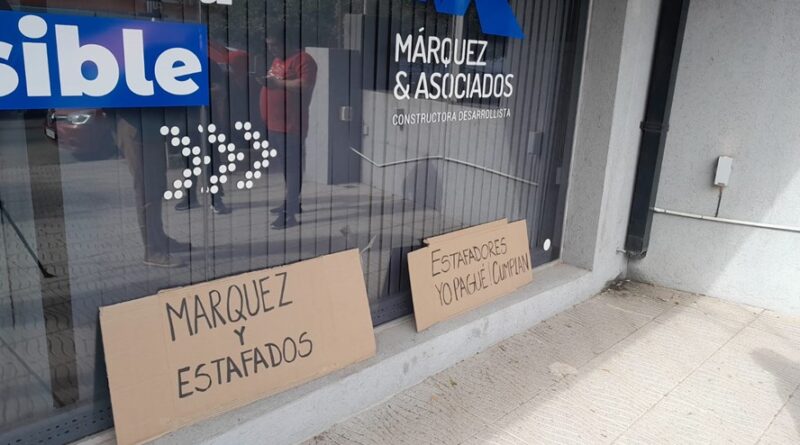 sible
MÁRQUEZ
& ASOCIADOS
CONSTRUCTORA DESARROLLISTA
MARQUEZ
Y
ESTAFADOS
ESTAFADORES
YO PAGUÉ ¡CUMPLAN